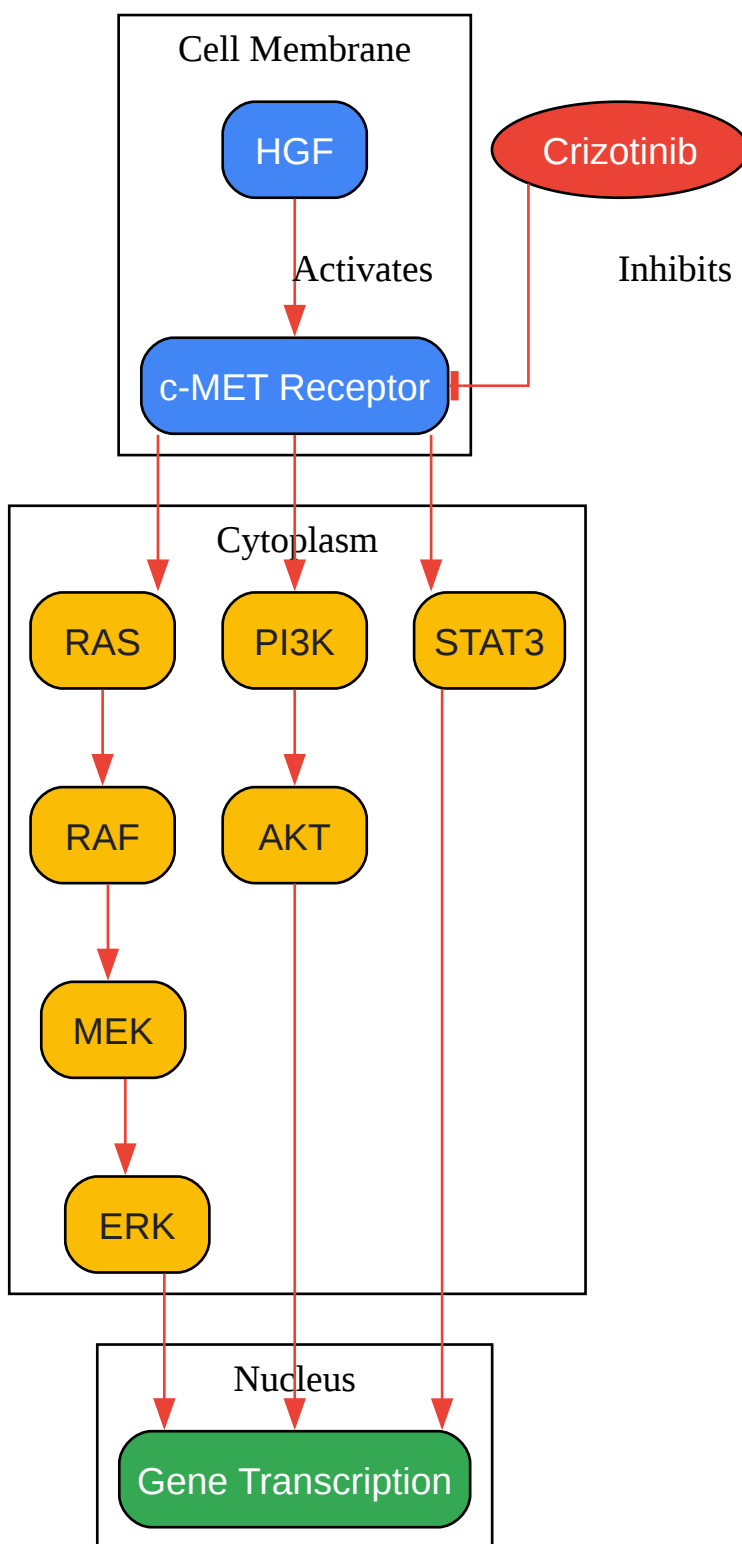 Cell Membrane
HGF
Crizotinib
Activates
Inhibits
c-MET Receptor
Cytoplasm
RAS
PI3K
STAT3
RAF
AKT
MEK
ERK
Nucleus
Gene Transcription